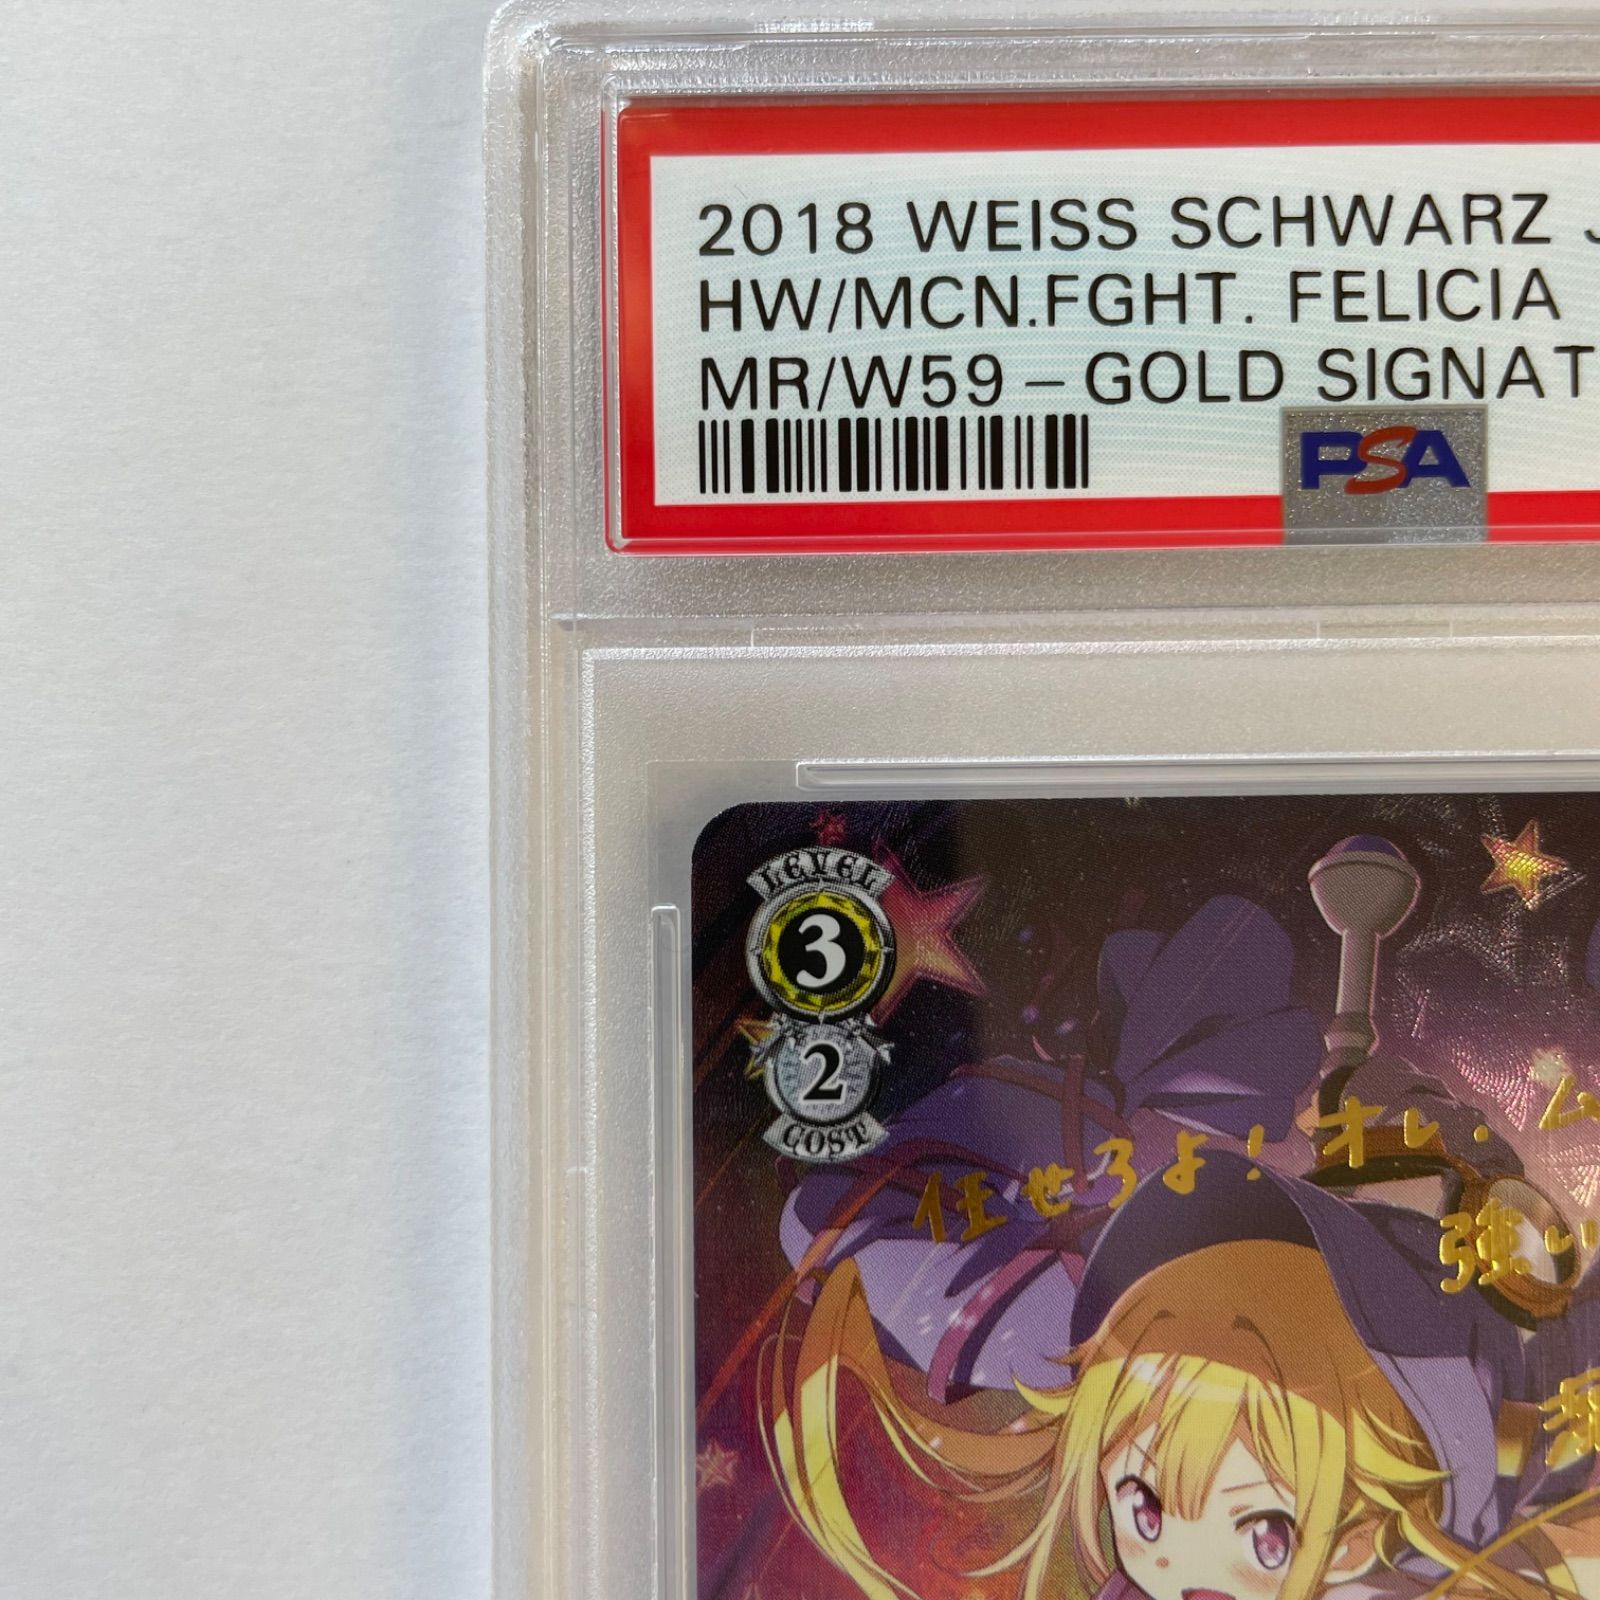 2018 WEISS SCHWARZ
HW/MCN.FGHT. FELICIA
MR/W59 – GOLD SIGNAT
PSA
LEVEL
3
2
COST
任せろよ! オレ、ム
強い